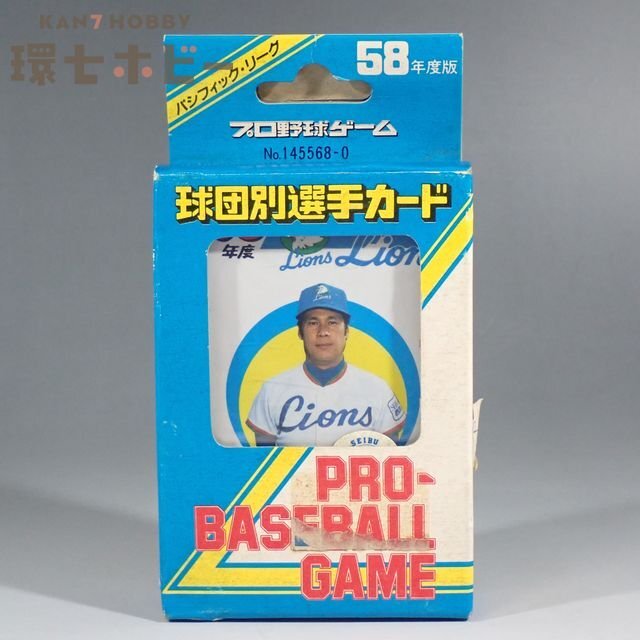 KAN7HOBBY
環七ホビー
パシフィック・リーグ
58年度版
プロ野球ゲーム
No.145568-0
球団別選手カード
年度
Lions Lion
Lions
Lions
SEIBU
PRO-
BASEBALL
GAME